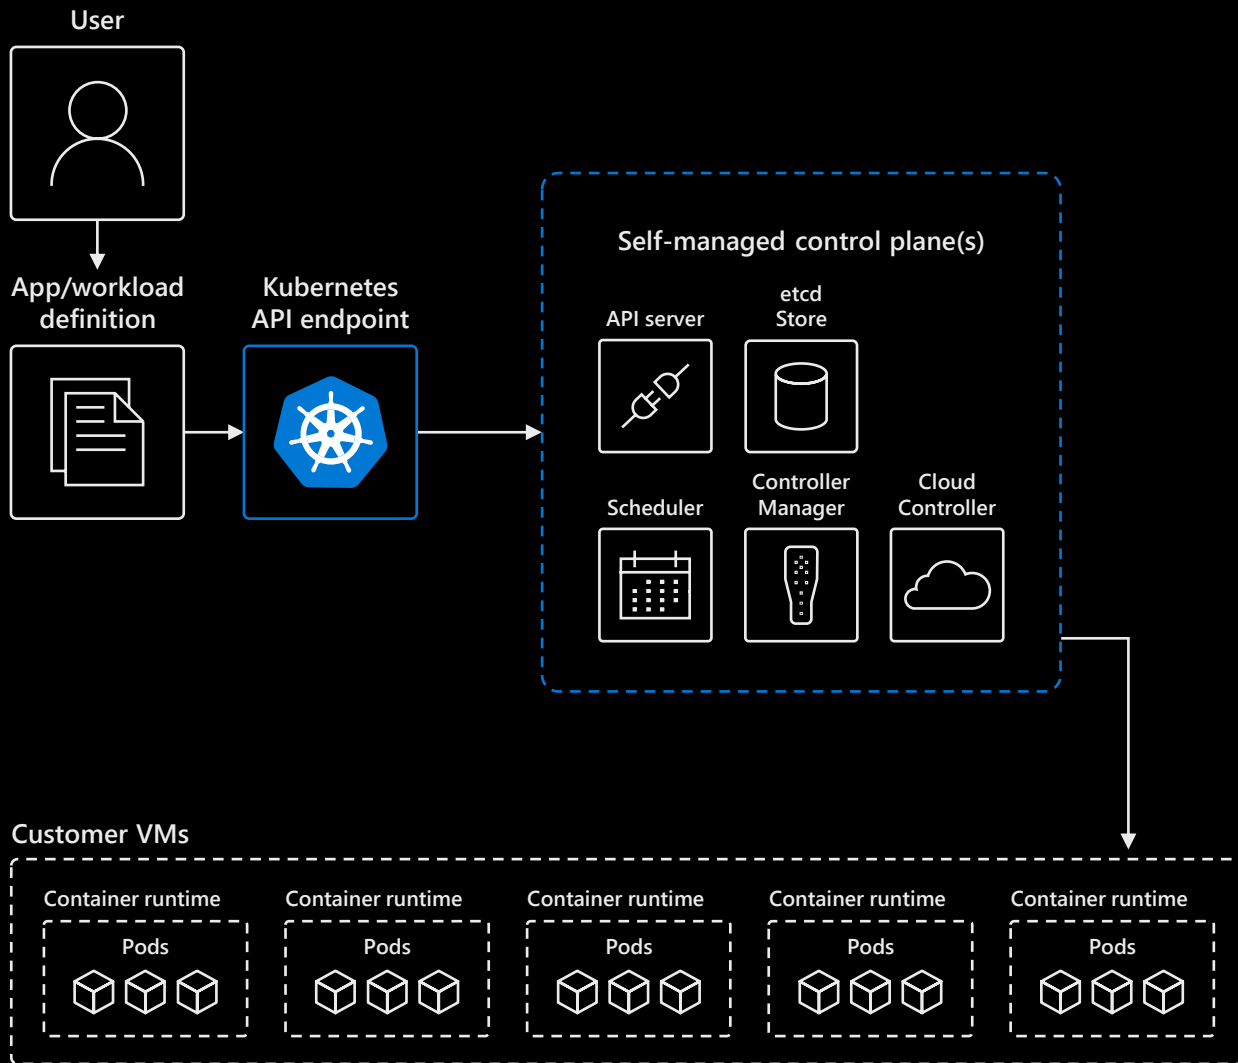 User
App/workload
definition
Kubernetes
API endpoint
Self-managed control plane(s)
API server
etcd
Store
Scheduler
Controller
Manager
Cloud
Controller
Customer VMs
Container runtime
Pods
Container runtime
Pods
Container runtime
Pods
Container runtime
Pods
Container runtime
Pods